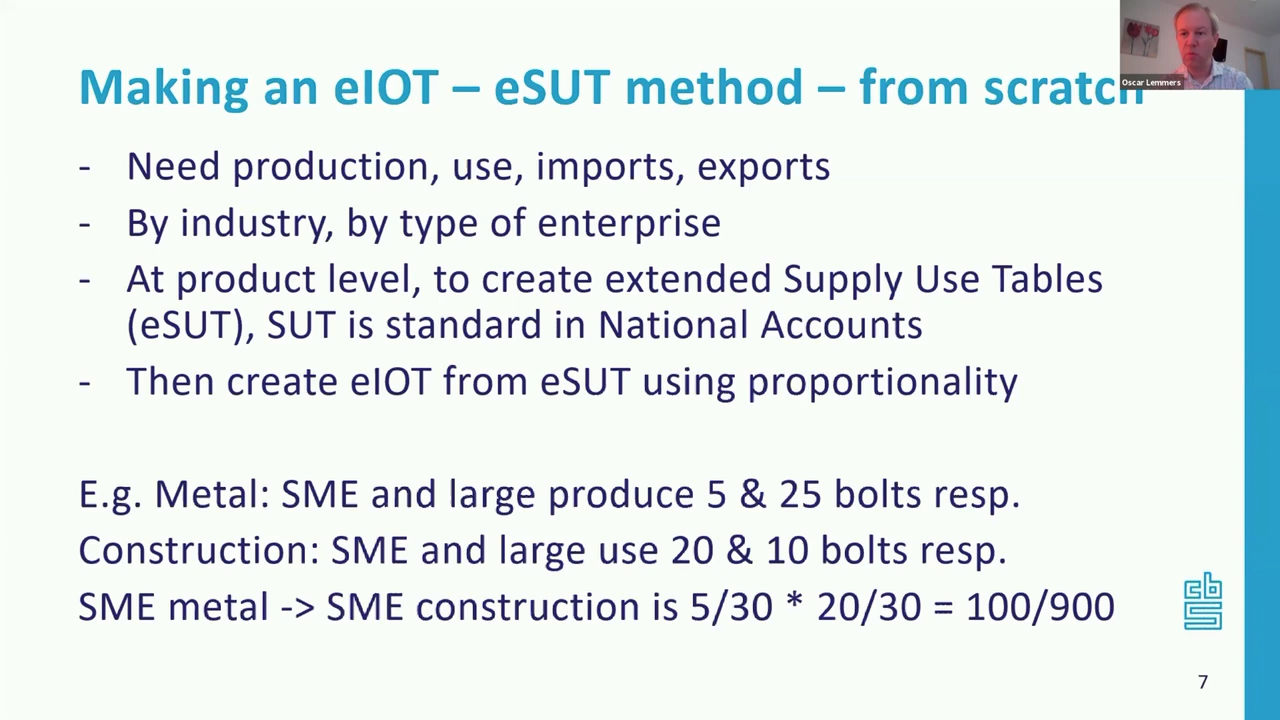 Making an eIOT – eSUT method – from scratch
Oscar Lemmers
- Need production, use, imports, exports
- By industry, by type of enterprise
- At product level, to create extended Supply Use Tables
(eSUT), SUT is standard in National Accounts
- Then create eIOT from eSUT using proportionality
E.g. Metal: SME and large produce 5 & 25 bolts resp.
Construction: SME and large use 20 & 10 bolts resp.
SME metal -> SME construction is 5/30 * 20/30 = 100/900
cbs
7